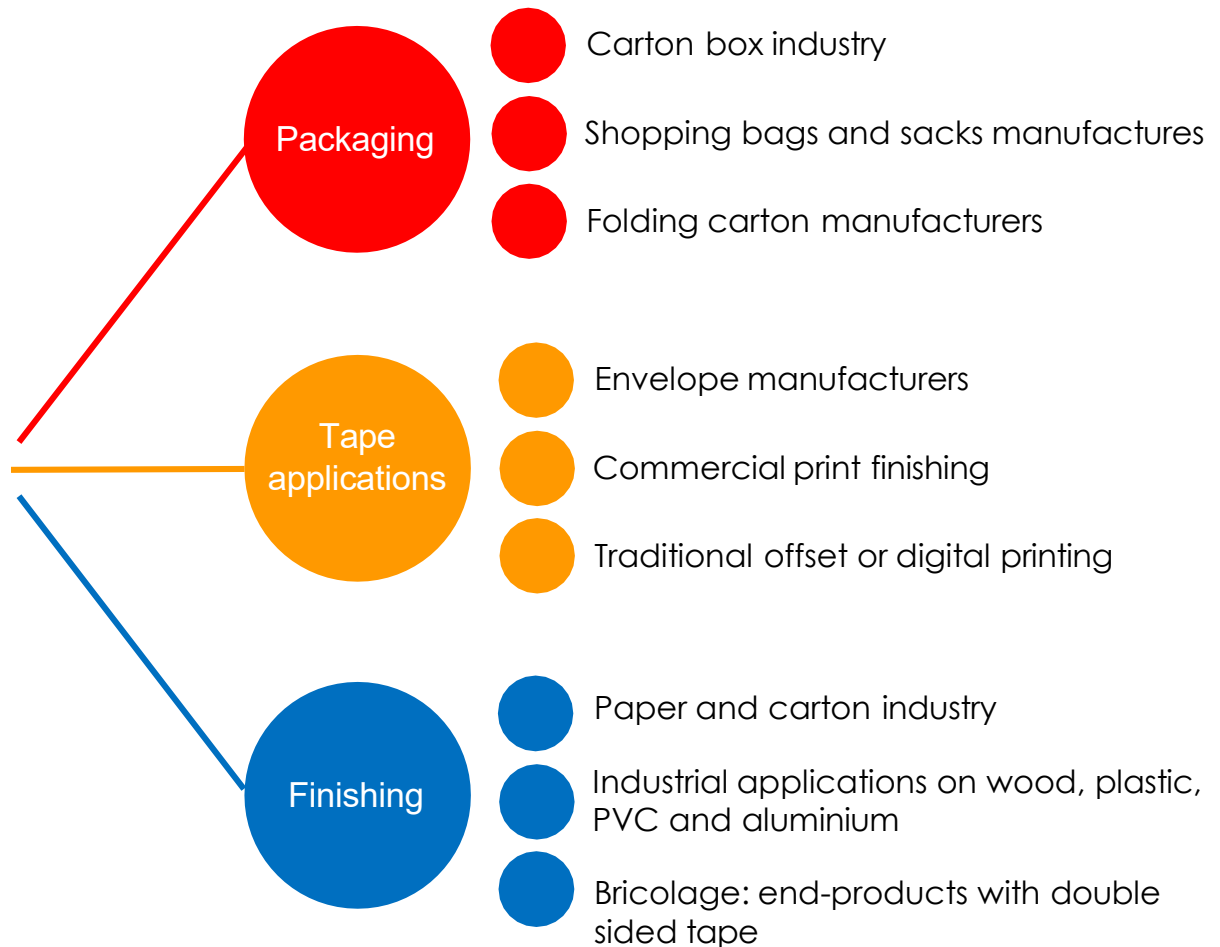 Packaging
Carton box industry
Shopping bags and sacks manufactures
Folding carton manufacturers
Tape
applications
Envelope manufacturers
Commercial print finishing
Traditional offset or digital printing
Finishing
Paper and carton industry
Industrial applications on wood, plastic,
PVC and aluminium
Bricolage: end-products with double
sided tape